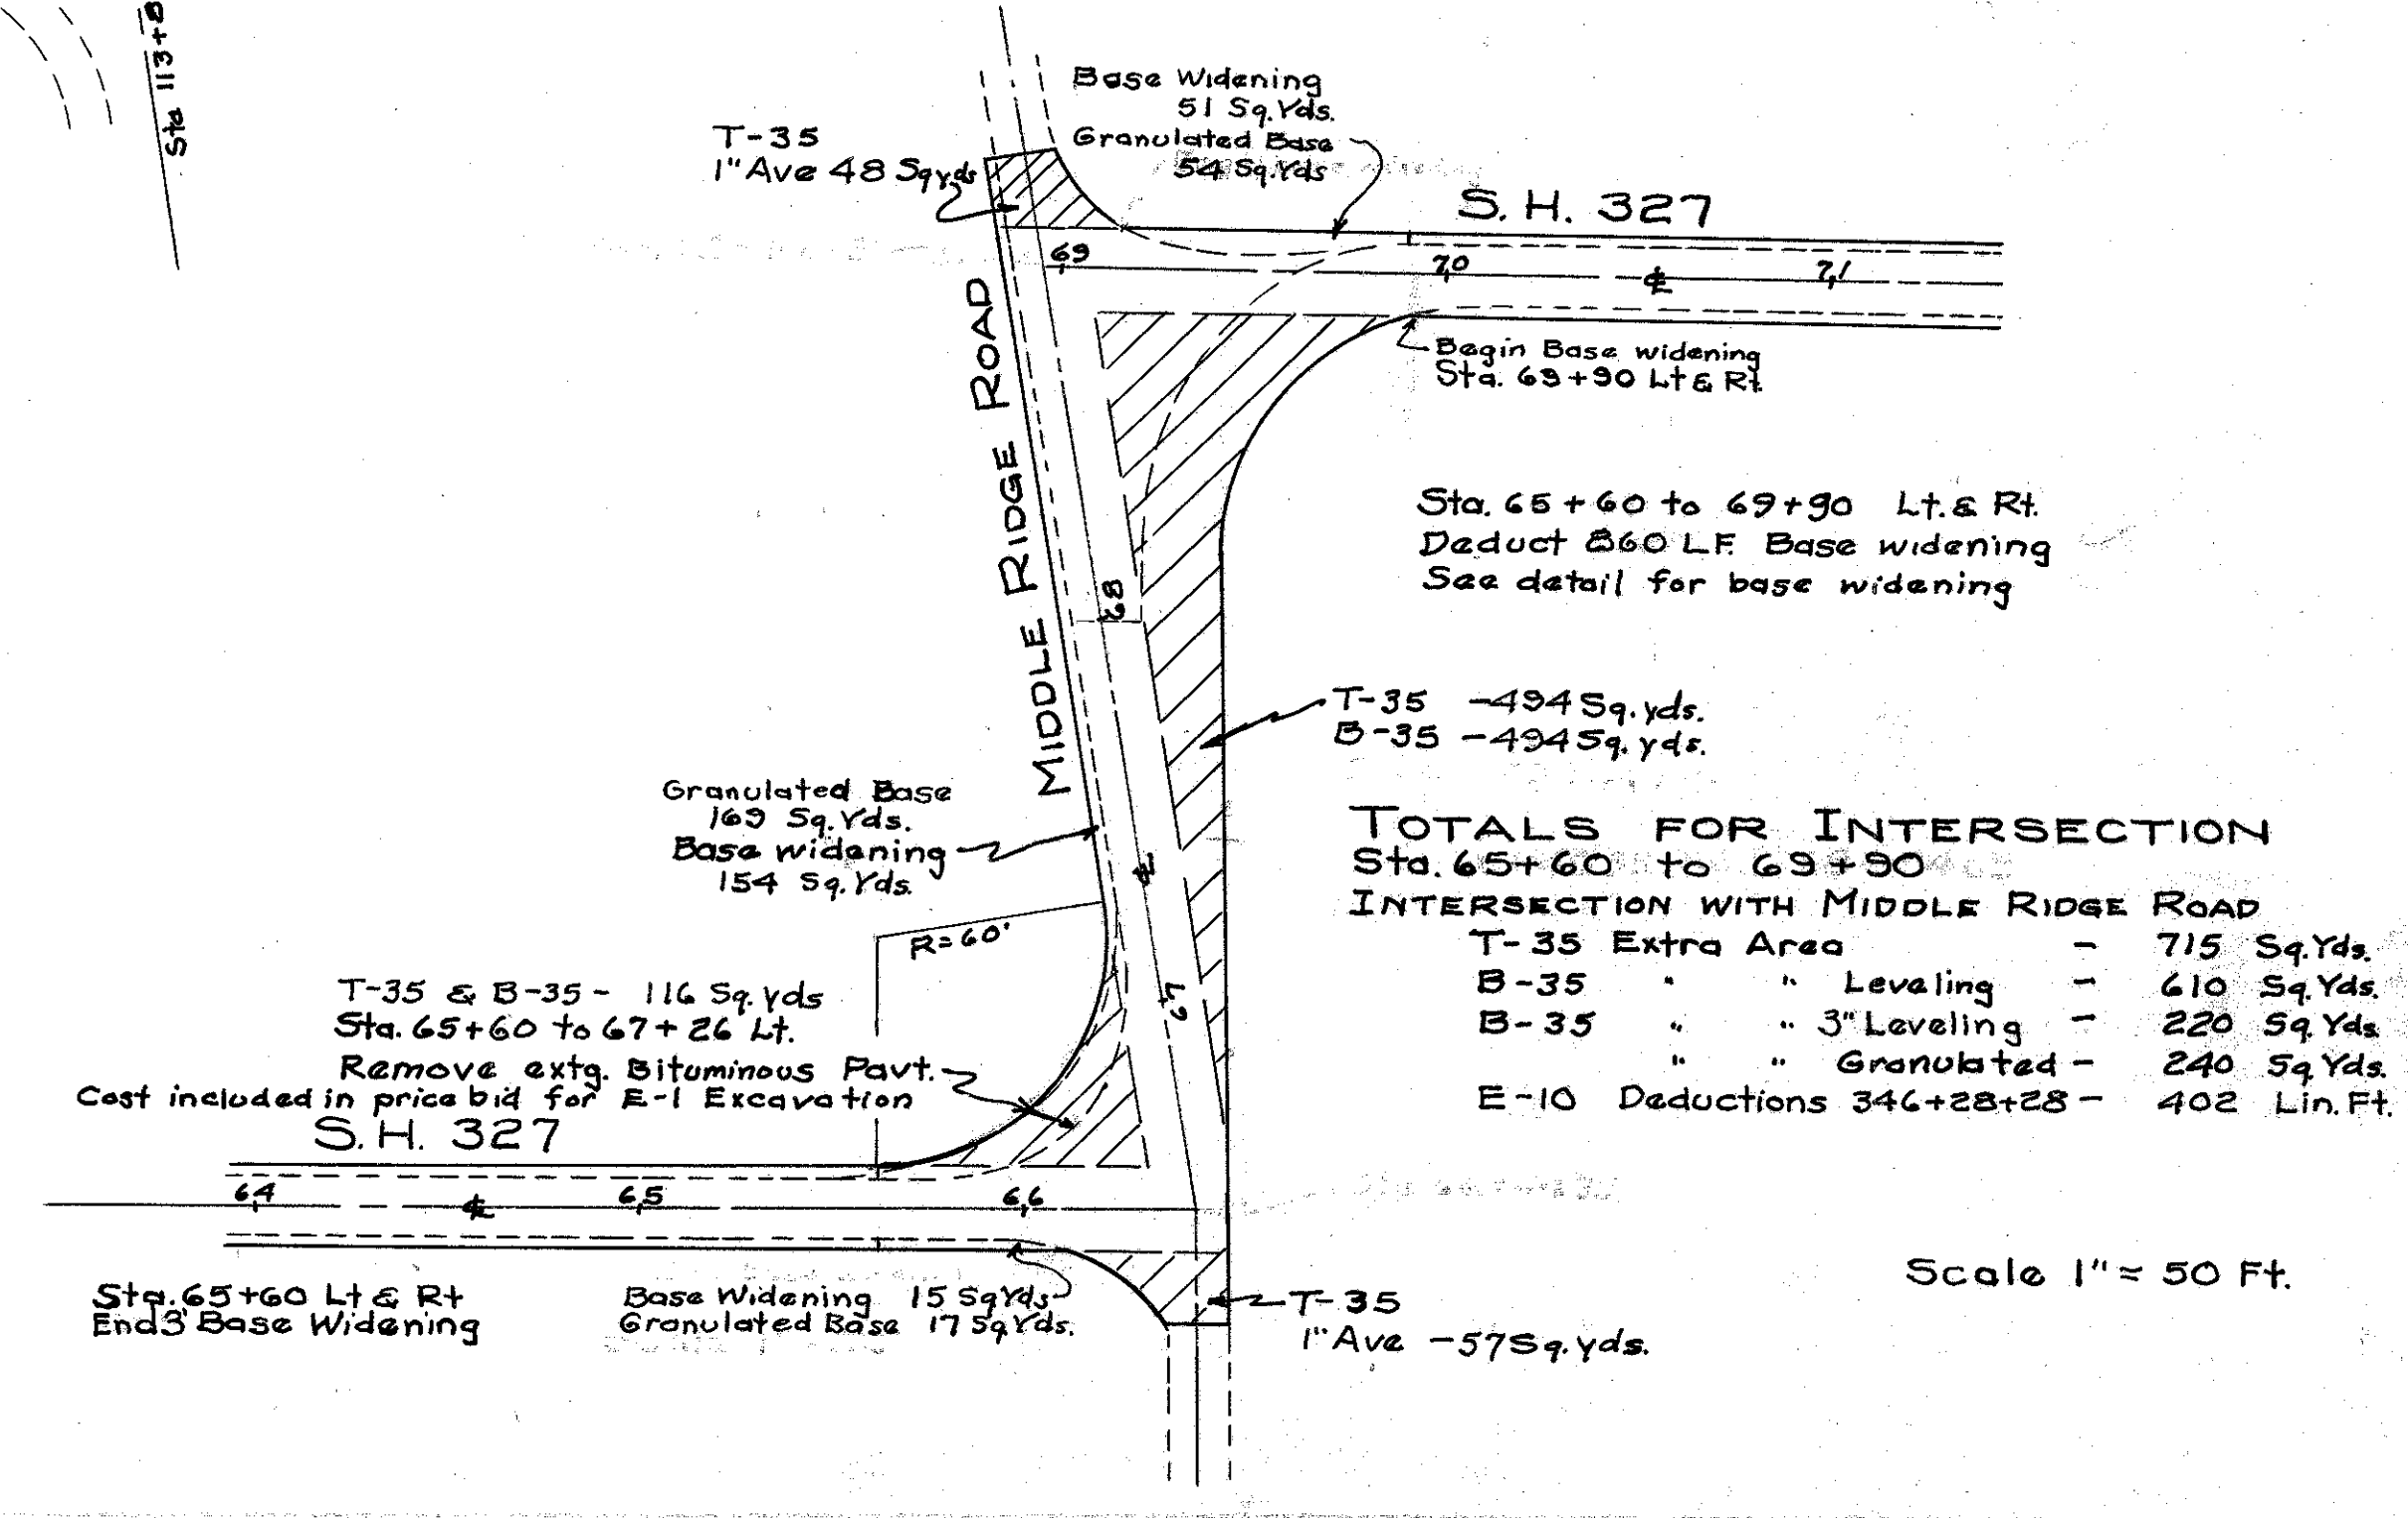 Sta 113+8
Base Widening
51 Sq.Yds.
Granulated Base
54 Sq.Yds
T-35
1" Ave 48 Sq yds
S. H. 327
69
70
℄
71
Begin Base widening
Sta. 69+90 Lt & Rt.
MIDDLE RIDGE ROAD
Sta. 65+60 to 69+90 Lt. & Rt.
Deduct 860 L.F. Base widening
See detail for base widening
68
T-35 -494 Sq. yds.
B-35 -494 Sq. yds.
Granulated Base
169 Sq. Yds.
Base widening
154 Sq. Yds.
℄
TOTALS FOR INTERSECTION
Sta. 65+60 to 69+90
INTERSECTION WITH MIDDLE RIDGE ROAD
T-35 Extra Area - 715 Sq. Yds.
B-35 " " Leveling - 610 Sq. Yds.
B-35 " " 3" Leveling - 220 Sq Yds
" " Granulated - 240 Sq Yds.
E-10 Deductions 346+28+28 - 402 Lin. Ft.
R=60'
67
T-35 & B-35 - 116 Sq. yds
Sta. 65+60 to 67+26 Lt.
Remove extg. Bituminous Pavt.
Cost included in price bid for E-1 Excavation
S. H. 327
64
℄
65
66
Sta. 65+60 Lt & Rt
End 3' Base Widening
Base Widening 15 Sq Yds
Granulated Base 17 Sq Yds.
T-35
1" Ave -57 Sq. yds.
Scale 1" = 50 Ft.